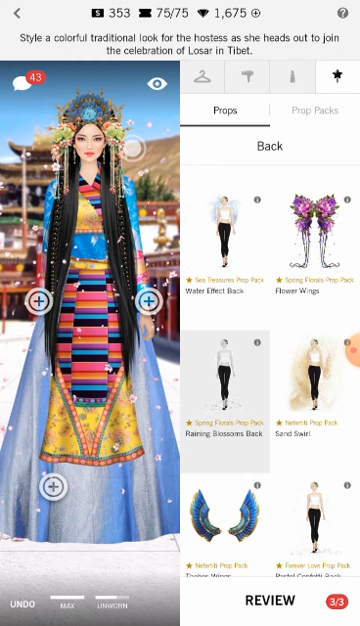 353 75/75 1,675
Style a colorful traditional look for the hostess as she heads out to join
the celebration of Losar in Tibet.
43
Props
Prop Packs
Back
Sea Treasures Prop Pack
Water Effect Back
Spring Florals Prop Pack
Flower Wings
Spring Florals Prop Pack
Raining Blossoms Back
Nefertiti Prop Pack
Sand Swirl
Nefertiti Prop Pack
Forever Love Prop Pack
Pastel Confetti Back
UNDO
MAX
UNWORN
REVIEW
3/3